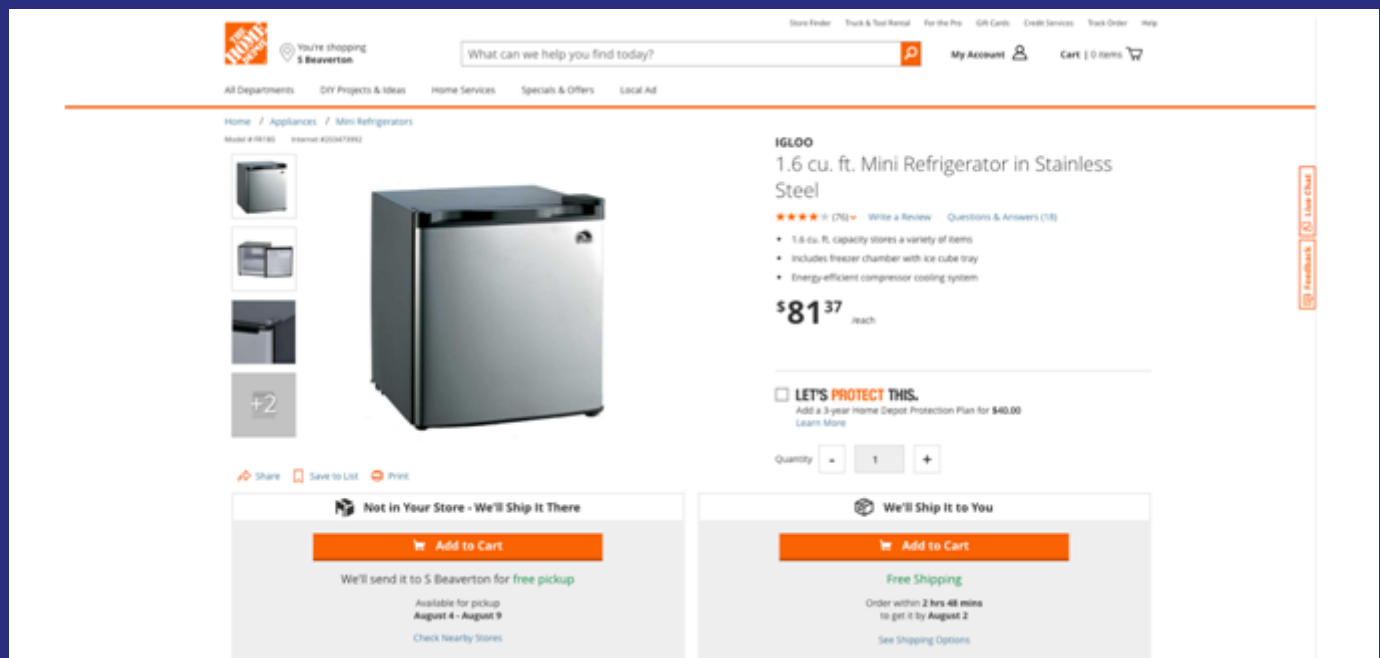 Store Finder Truck & Tool Rental For the Pro Gift Cards Credit Services Track Order Help
THE HOME DEPOT
You're shopping
S Beaverton
What can we help you find today?
My Account
Cart | 0 items
All Departments DIY Projects & Ideas Home Services Specials & Offers Local Ad
Home / Appliances / Mini Refrigerators
Model # FR180 Internet #203473992
IGLOO
1.6 cu. ft. Mini Refrigerator in Stainless
Steel
(76) Write a Review Questions & Answers (18)
• 1.6 cu. ft. capacity stores a variety of items
• Includes freezer chamber with ice cube tray
• Energy-efficient compressor cooling system
$81 37 /each
Live Chat
Feedback
+2
LET'S PROTECT THIS.
Add a 3-year Home Depot Protection Plan for $40.00
Learn More
Quantity - 1 +
Share Save to List Print
Not in Your Store - We'll Ship It There
Add to Cart
We'll send it to S Beaverton for free pickup
Available for pickup
August 4 - August 9
Check Nearby Stores
We'll Ship It to You
Add to Cart
Free Shipping
Order within 2 hrs 48 mins
to get it by August 2
See Shipping Options